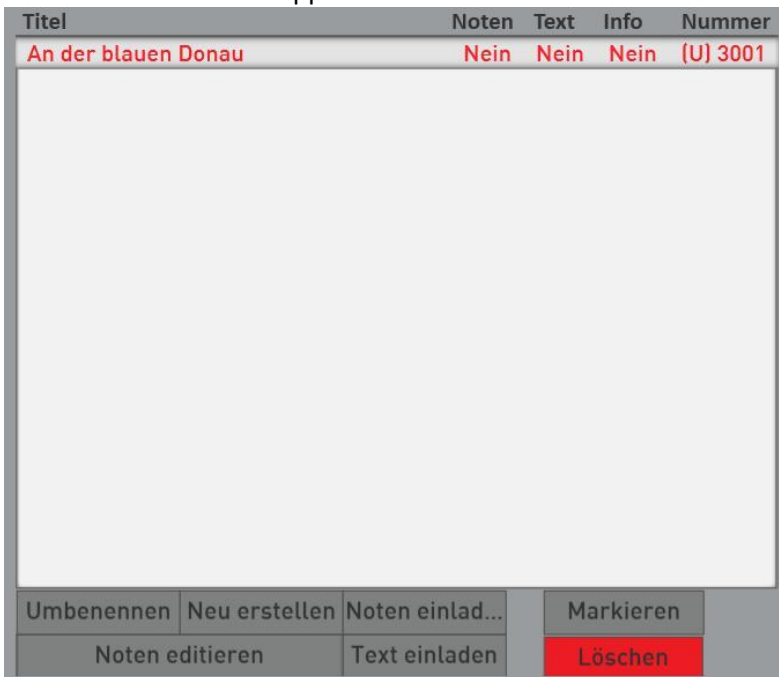 Titel Noten Text Info Nummer
An der blauen Donau Nein Nein Nein (U) 3001
Umbenennen Neu erstellen Noten einlad... Markieren
Noten editieren Text einladen Löschen